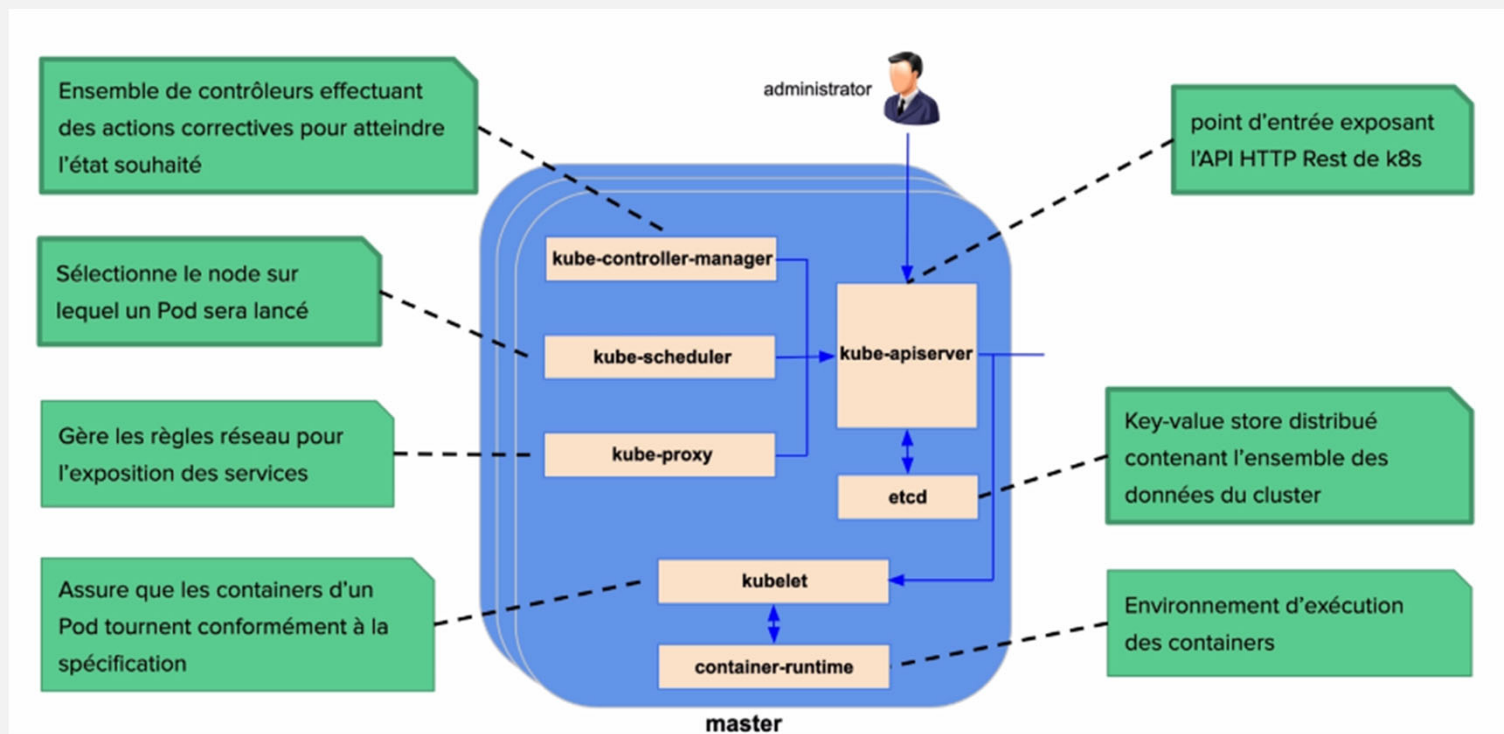 Ensemble de contrôleurs effectuant
des actions correctives pour atteindre
l'état souhaité
administrator
point d'entrée exposant
l'API HTTP Rest de k8s
Sélectionne le node sur
lequel un Pod sera lancé
kube-controller-manager
kube-scheduler
kube-apiserver
Gère les règles réseau pour
l'exposition des services
kube-proxy
etcd
Key-value store distribué
contenant l'ensemble des
données du cluster
Assure que les containers d'un
Pod tournent conformément à la
spécification
kubelet
container-runtime
Environnement d'exécution
des containers
master